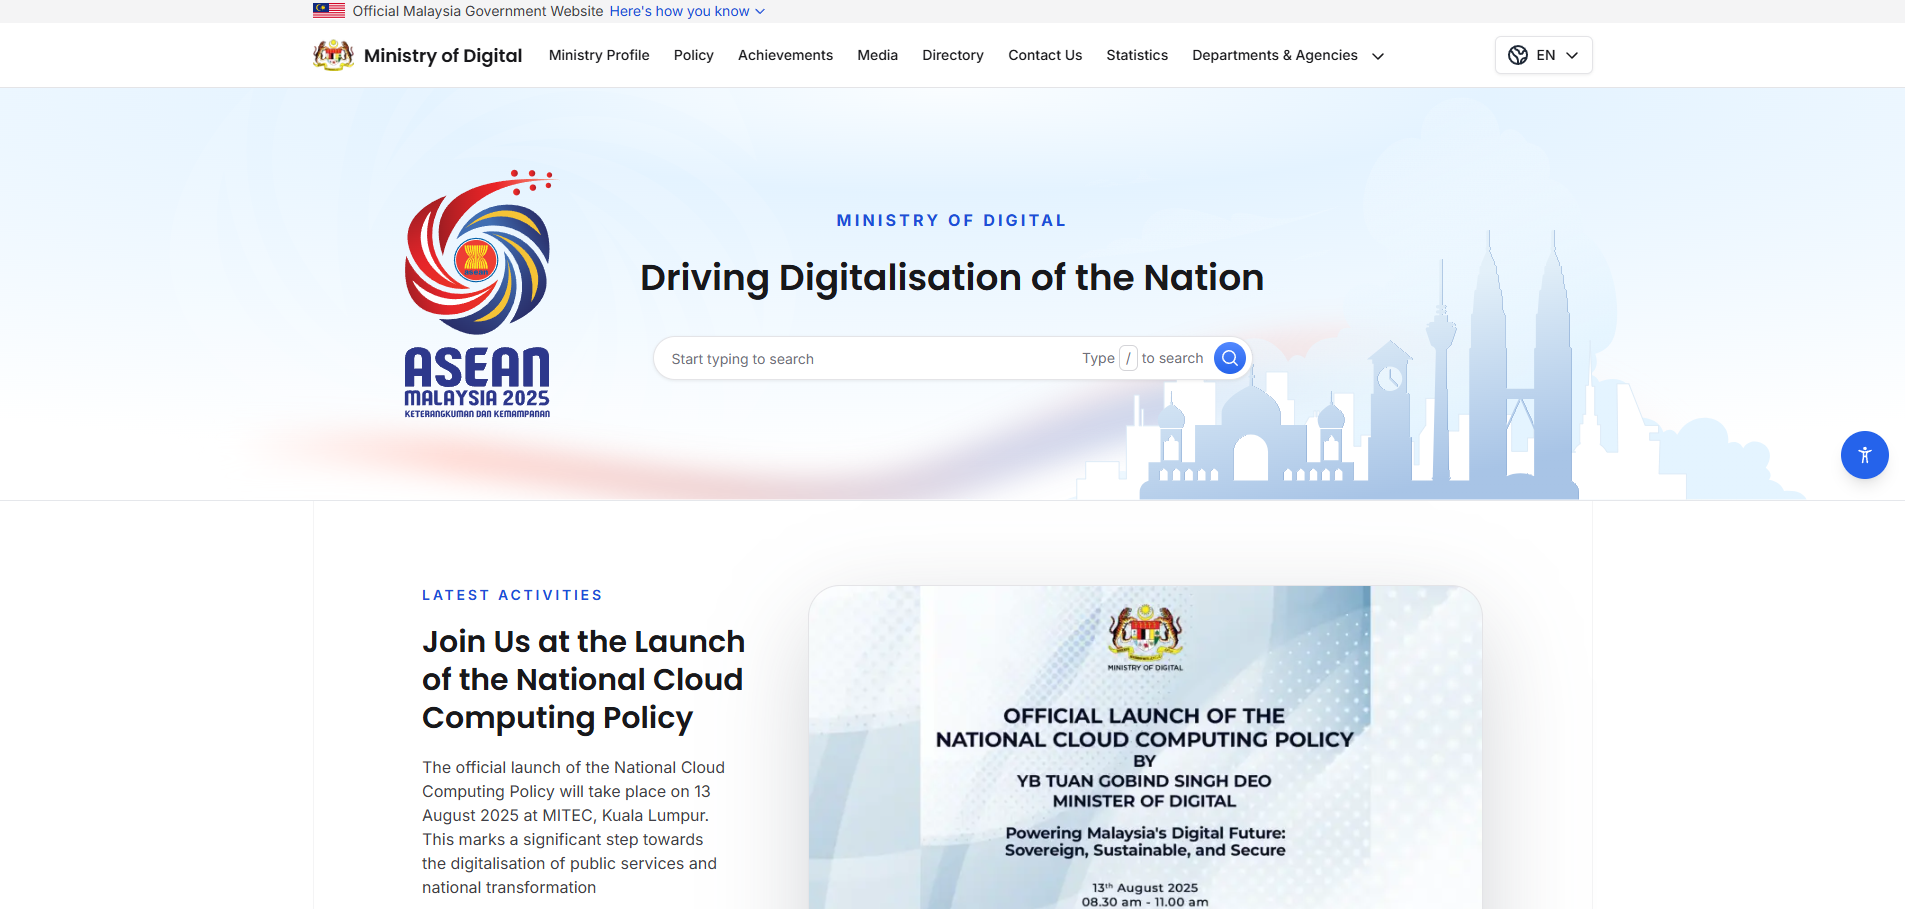 Official Malaysia Government Website Here's how you know
Ministry of Digital Ministry Profile Policy Achievements Media Directory Contact Us Statistics Departments & Agencies EN
ASEAN
ASEAN
MALAYSIA 2025
KETERANGKUMAN DAN KEMAMPANAN
MINISTRY OF DIGITAL
Driving Digitalisation of the Nation
Start typing to search Type / to search
LATEST ACTIVITIES
Join Us at the Launch
of the National Cloud
Computing Policy
The official launch of the National Cloud
Computing Policy will take place on 13
August 2025 at MITEC, Kuala Lumpur.
This marks a significant step towards
the digitalisation of public services and
national transformation
MINISTRY OF DIGITAL
OFFICIAL LAUNCH OF THE
NATIONAL CLOUD COMPUTING POLICY
BY
YB TUAN GOBIND SINGH DEO
MINISTER OF DIGITAL
Powering Malaysia's Digital Future:
Sovereign, Sustainable, and Secure
13th August 2025
08.30 am - 11.00 am